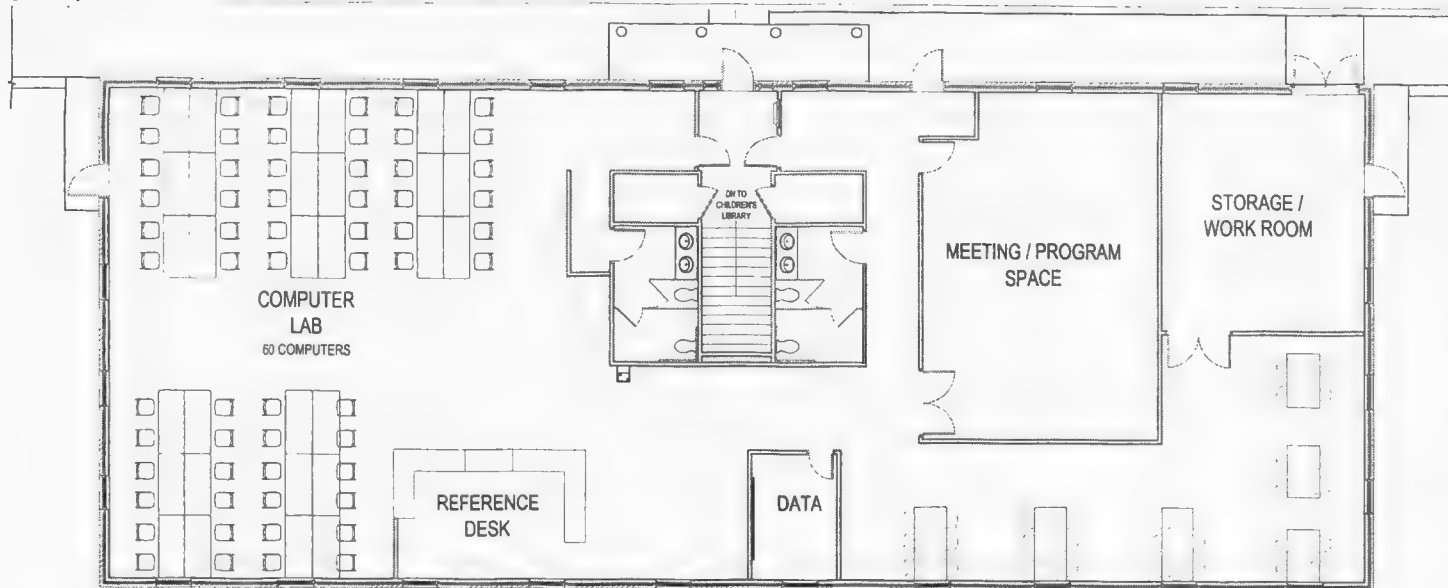 DN TO
CHILDREN'S
LIBRARY
STORAGE /
WORK ROOM
MEETING / PROGRAM
SPACE
COMPUTER
LAB
60 COMPUTERS
REFERENCE
DESK
DATA